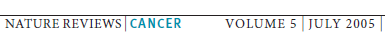 NATURE REVIEWS | CANCER VOLUME 5 | JULY 2005 |